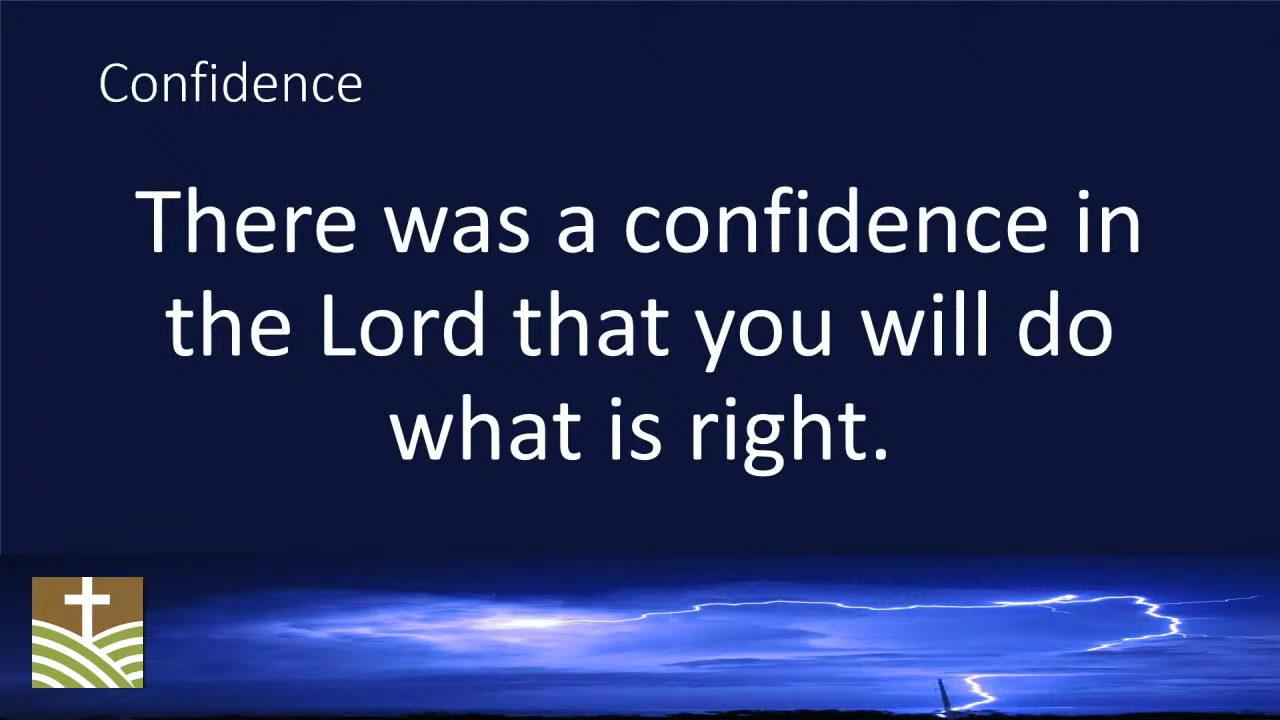 Confidence
There was a confidence in
the Lord that you will do
what is right.